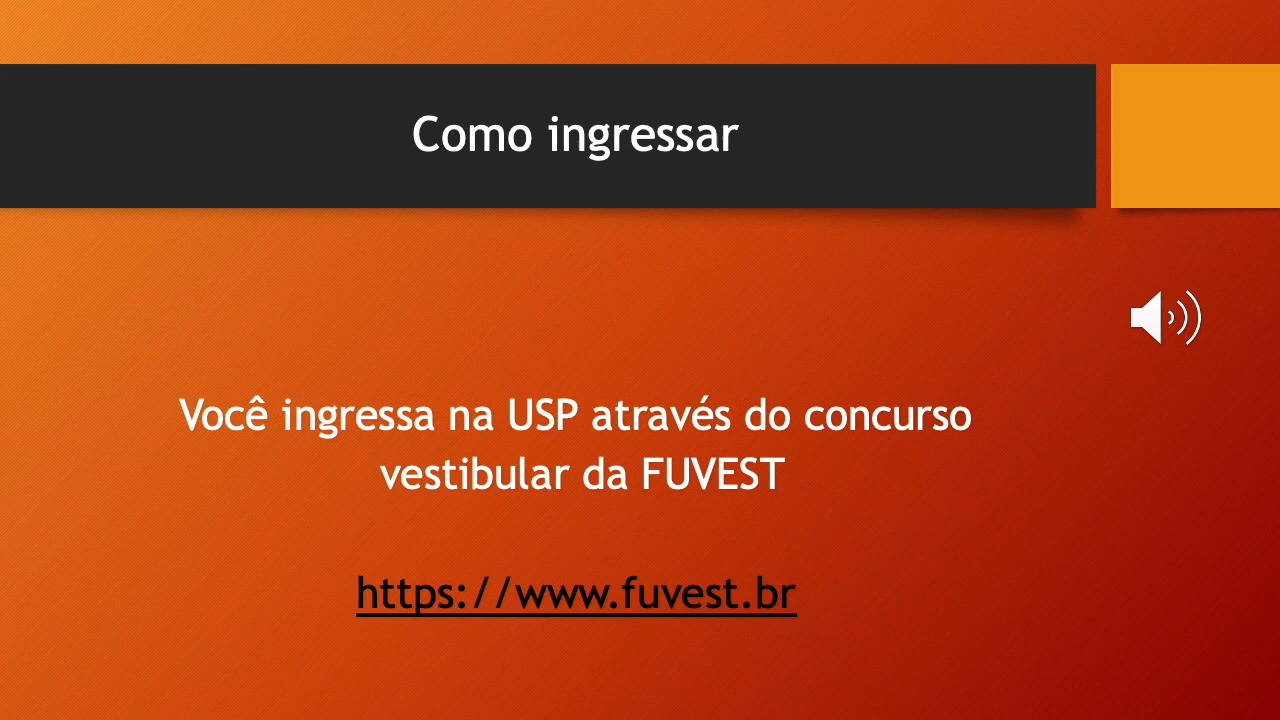 Como ingressar
Você ingressa na USP através do concurso
vestibular da FUVEST
https://www.fuvest.br